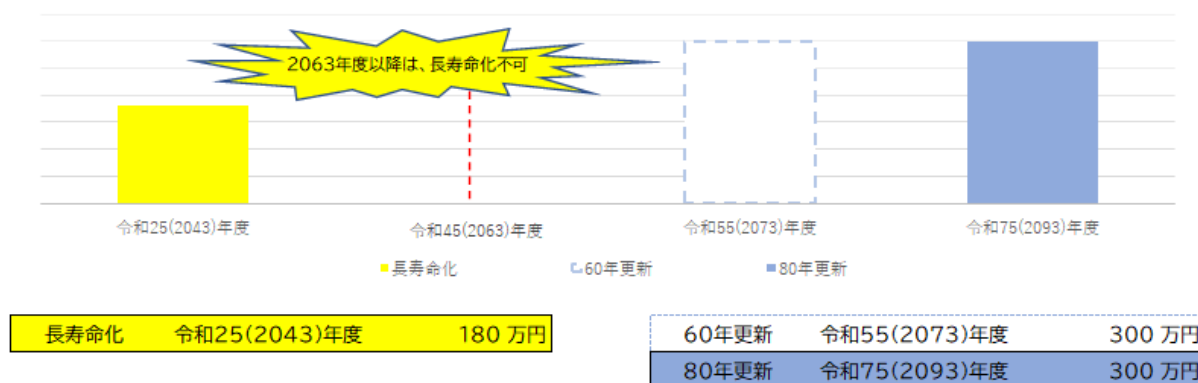 2063年度以降は、長寿命化不可
令和25(2043)年度 令和45(2063)年度 令和55(2073)年度 令和75(2093)年度
長寿命化 60年更新 80年更新
長寿命化 令和25(2043)年度 180 万円
60年更新 令和55(2073)年度 300 万円
80年更新 令和75(2093)年度 300 万円